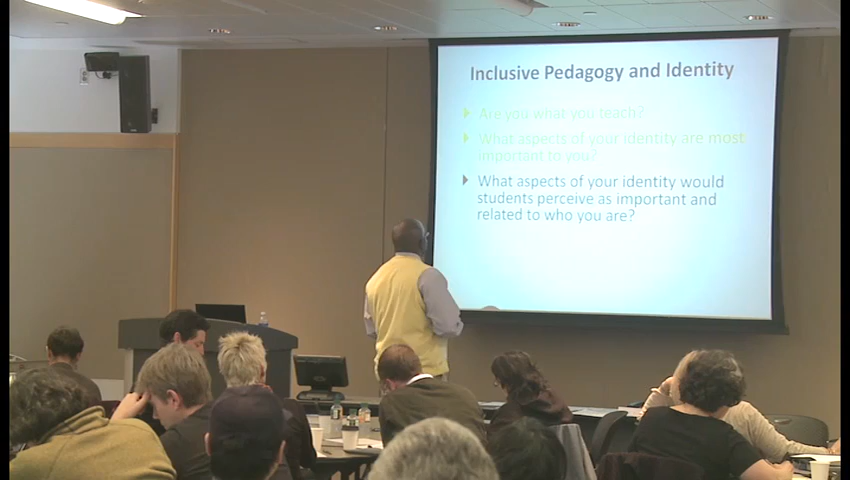 Inclusive Pedagogy and Identity
Are you what you teach?
What aspects of your identity are most
important to you?
What aspects of your identity would
students perceive as important and
related to who you are?